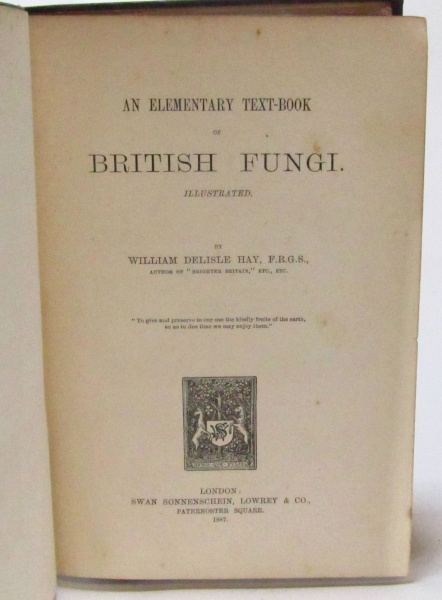 AN ELEMENTARY TEXT-BOOK
OF
BRITISH FUNGI.
ILLUSTRATED.
BY
WILLIAM DELISLE HAY, F.R.G.S.,
AUTHOR OF "BRIGHTER BRITAIN," ETC., ETC.
"To give and preserve to our use the kindly fruits of the earth,
so as in due time we may enjoy them."
LONDON:
SWAN SONNENSCHEIN, LOWREY & CO.,
PATERNOSTER SQUARE.
1887.